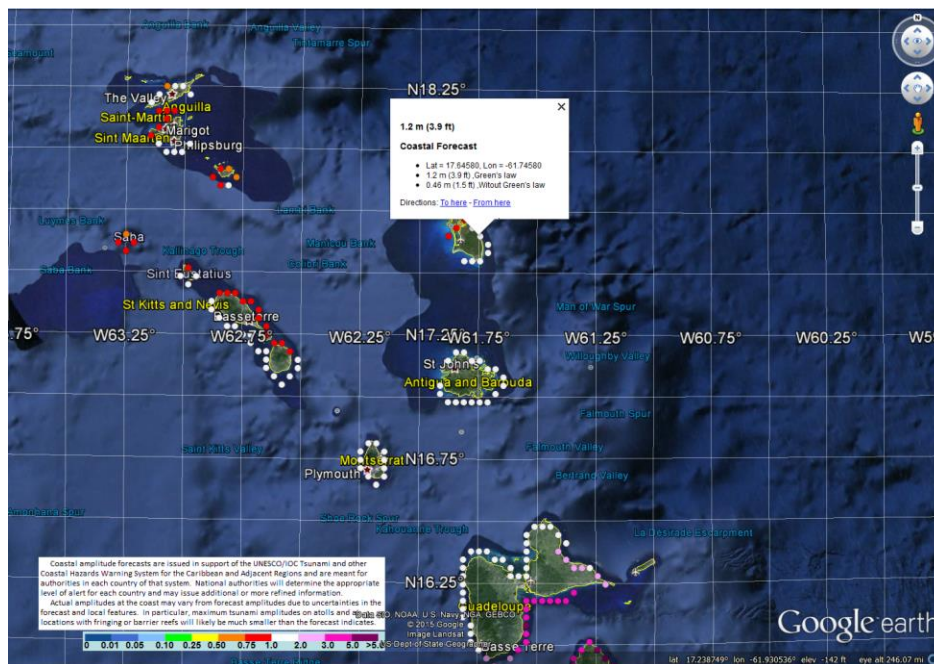 Anguilla Bank
Anguilla Valley
Tintamarre Spur
N
The Valley
Anguilla
Saint-Martin
Marigot
Sint Maarten
Philipsburg
N18.25°
1.2 m (3.9 ft)
Coastal Forecast
Lat = 17.64580, Lon = -61.74580
1.2 m (3.9 ft) ,Green's law
0.46 m (1.5 ft) ,Witout Green's law
Directions: To here - From here
Saba
Saba Bank
Kallinago Trough
Sint Eustatius
Manicou Bank
Colibri Bank
St Kitts and Nevis
Basseterre
Man of War Spur
.75°
W63.25°
W62.75°
W62.25°
N17.25°
W61.75°
W61.25°
W60.75°
W60.25°
W59
Willoughby Valley
St John's
Antigua and Barbuda
Falmouth Spur
Saint Kitts Valley
Falmouth Valley
N16.75°
Montserrat
Plymouth
Bertrand Valley
Shoe Rock Spur
Kahouanne Trough
La Désirade Escarpment
Coastal amplitude forecasts are issued in support of the UNESCO/IOC Tsunami and other
Coastal Hazards Warning System for the Caribbean and Adjacent Regions and are meant for
authorities in each country of that system. National authorities will determine the appropriate
level of alert for each country and may issue additional or more refined information.
Actual amplitudes at the coast may vary from forecast amplitudes due to uncertainties in the
forecast and local features. In particular, maximum tsunami amplitudes on atolls and at
locations with fringing or barrier reefs will likely be much smaller than the forecast indicates.
0 0.01 0.05 0.10 0.25 0.50 0.75 1.0 2.0 3.0 5.0 >5.0
N16.25°
Guadeloupe
Data SIO, NOAA, U.S. Navy, NGA, GEBCO
© 2015 Google
Image Landsat
US Dept of State Geographer
Basse Terre
Google earth
lat 17.238749° lon -61.930536° elev -142 ft eye alt 246.07 mi